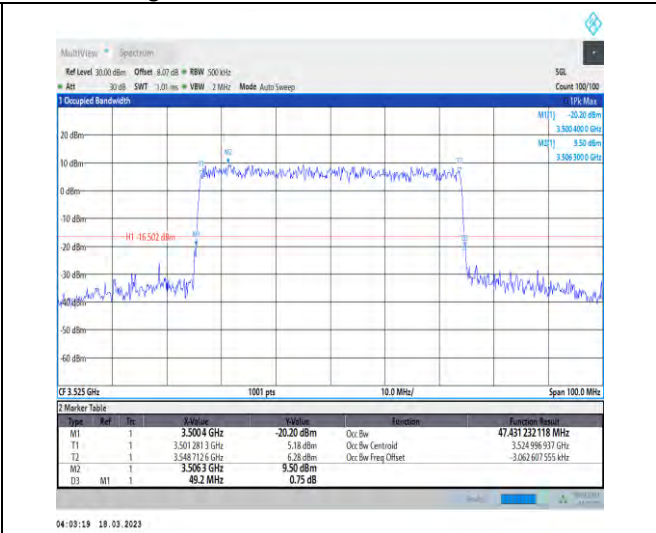 MultiView Spectrum
Ref Level 30.00 dBm Offset 8.07 dB RBW 500 kHz SGL
Att 30 dB SWT 1.01 ms VBW 2 MHz Mode Auto Sweep Count 100/100
1 Occupied Bandwidth 1Pk Max
M1[1] -20.20 dBm
3.500 400 0 GHz
M2[1] 9.50 dBm
3.506 300 0 GHz
20 dBm
M2
T1
10 dBm
0 dBm
-10 dBm
H1 -16.502 dBm
M1
-20 dBm
-30 dBm
-40 dBm
-50 dBm
-60 dBm
CF 3.525 GHz 1001 pts 10.0 MHz/ Span 100.0 MHz
2 Marker Table
Type Ref Trc X-Value Y-Value Function Function Result
M1 1 3.5004 GHz -20.20 dBm Occ Bw 47.431 232 118 MHz
T1 1 3.501 281 3 GHz 5.18 dBm Occ Bw Centroid 3.524 996 937 GHz
T2 1 3.548 712 6 GHz 6.28 dBm Occ Bw Freq Offset -3.062 607 555 kHz
M2 1 3.5063 GHz 9.50 dBm
D3 M1 1 49.2 MHz 0.75 dB
04:03:19 18.03.2023